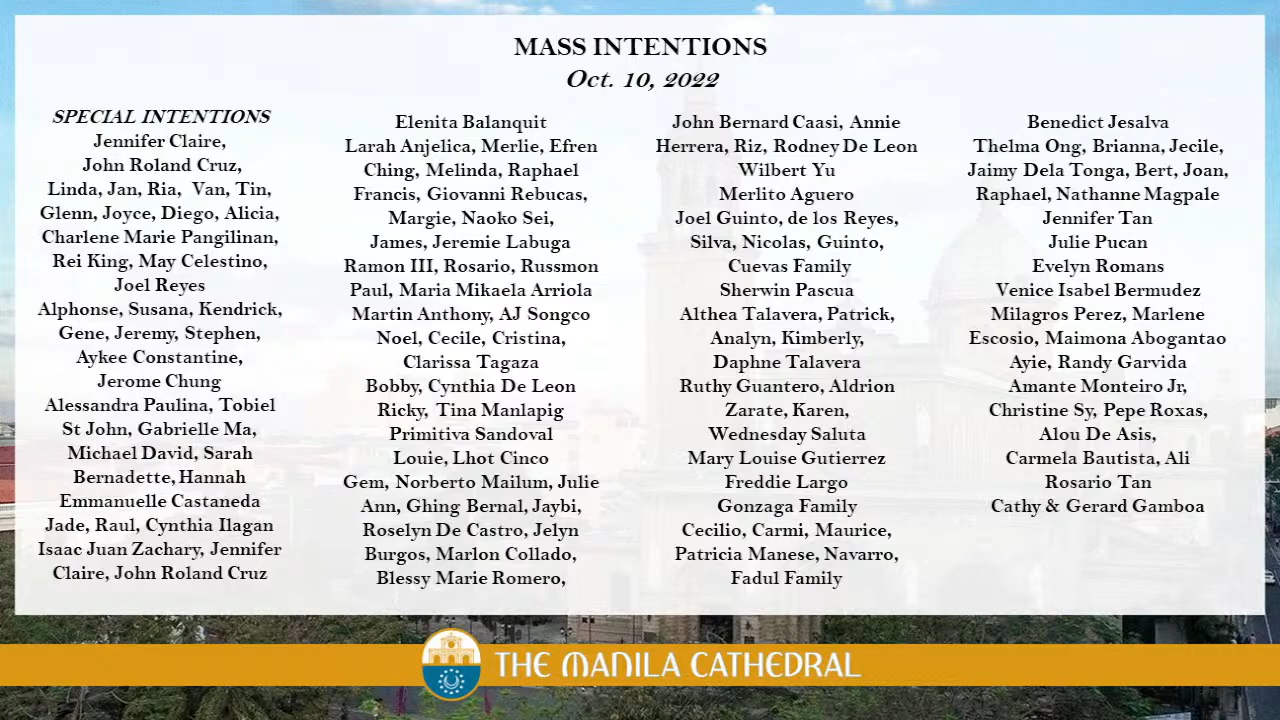 MASS INTENTIONS
Oct. 10, 2022
SPECIAL INTENTIONS
Jennifer Claire,
John Roland Cruz,
Linda, Jan, Ria, Van, Tin,
Glenn, Joyce, Diego, Alicia,
Charlene Marie Pangilinan,
Rei King, May Celestino,
Joel Reyes
Alphonse, Susana, Kendrick,
Gene, Jeremy, Stephen,
Aykee Constantine,
Jerome Chung
Alessandra Paulina, Tobiel
St John, Gabrielle Ma,
Michael David, Sarah
Bernadette, Hannah
Emmanuelle Castaneda
Jade, Raul, Cynthia Ilagan
Isaac Juan Zachary, Jennifer
Claire, John Roland Cruz
Elenita Balanquit
Larah Anjelica, Merlie, Efren
Ching, Melinda, Raphael
Francis, Giovanni Rebucas,
Margie, Naoko Sei,
James, Jeremie Labuga
Ramon III, Rosario, Russmon
Paul, Maria Mikaela Arriola
Martin Anthony, AJ Songco
Noel, Cecile, Cristina,
Clarissa Tagaza
Bobby, Cynthia De Leon
Ricky, Tina Manlapig
Primitiva Sandoval
Louie, Lhot Cinco
Gem, Norberto Mailum, Julie
Ann, Ghing Bernal, Jaybi,
Roselyn De Castro, Jelyn
Burgos, Marlon Collado,
Blessy Marie Romero,
John Bernard Caasi, Annie
Herrera, Riz, Rodney De Leon
Wilbert Yu
Merlito Aguero
Joel Guinto, de los Reyes,
Silva, Nicolas, Guinto,
Cuevas Family
Sherwin Pascua
Althea Talavera, Patrick,
Analyn, Kimberly,
Daphne Talavera
Ruthy Guantero, Aldrion
Zarate, Karen,
Wednesday Saluta
Mary Louise Gutierrez
Freddie Largo
Gonzaga Family
Cecilio, Carmi, Maurice,
Patricia Manese, Navarro,
Fadul Family
Benedict Jesalva
Thelma Ong, Brianna, Jecile,
Jaimy Dela Tonga, Bert, Joan,
Raphael, Nathanne Magpale
Jennifer Tan
Julie Pucan
Evelyn Romans
Venice Isabel Bermudez
Milagros Perez, Marlene
Escosio, Maimona Abogantao
Ayie, Randy Garvida
Amante Monteiro Jr,
Christine Sy, Pepe Roxas,
Alou De Asis,
Carmela Bautista, Ali
Rosario Tan
Cathy & Gerard Gamboa
THE MANILA CATHEDRAL